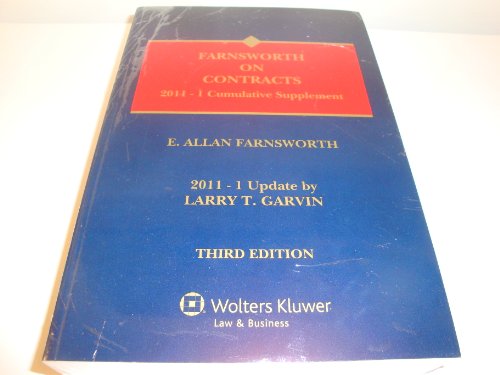 FARNSWORTH
ON
CONTRACTS
2011 - 1 Cumulative Supplement
E. ALLAN FARNSWORTH
2011 - 1 Update by
LARRY T. GARVIN
THIRD EDITION
Wolters Kluwer
Law & Business